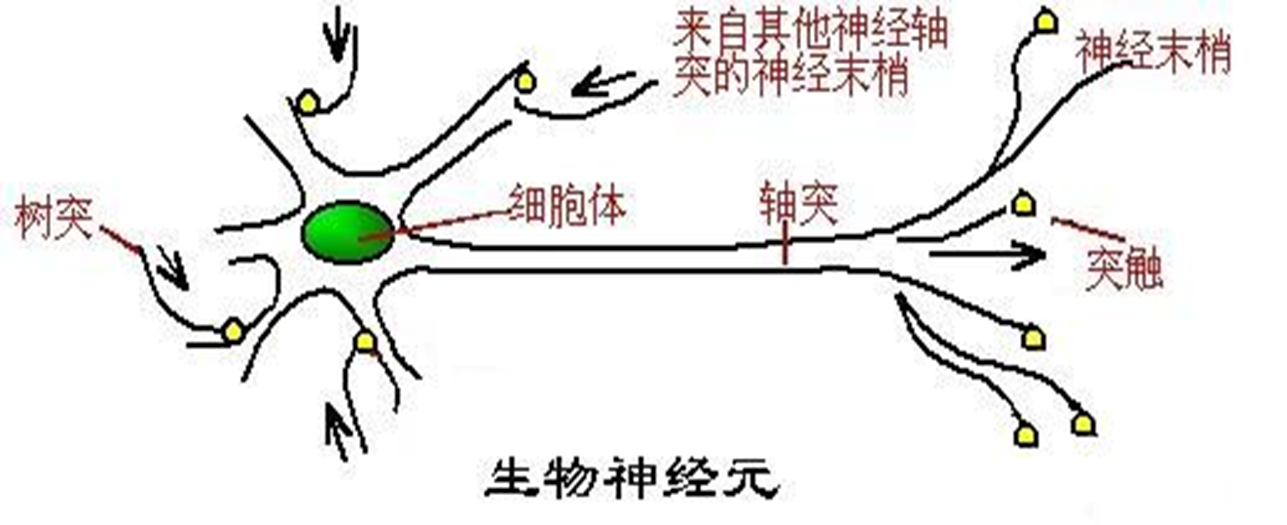 来自其他神经轴
突的神经末梢
神经末梢
树突
细胞体
轴突
突触
生物神经元